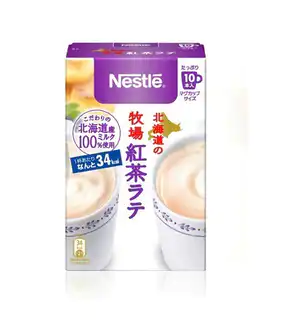 Nestlé
たっぷり
10本入
マグカップ
サイズ
こだわりの
北海道産
ミルク
100%使用
1杯あたり
なんと34kcal
北海道の
牧場
紅茶ラテ